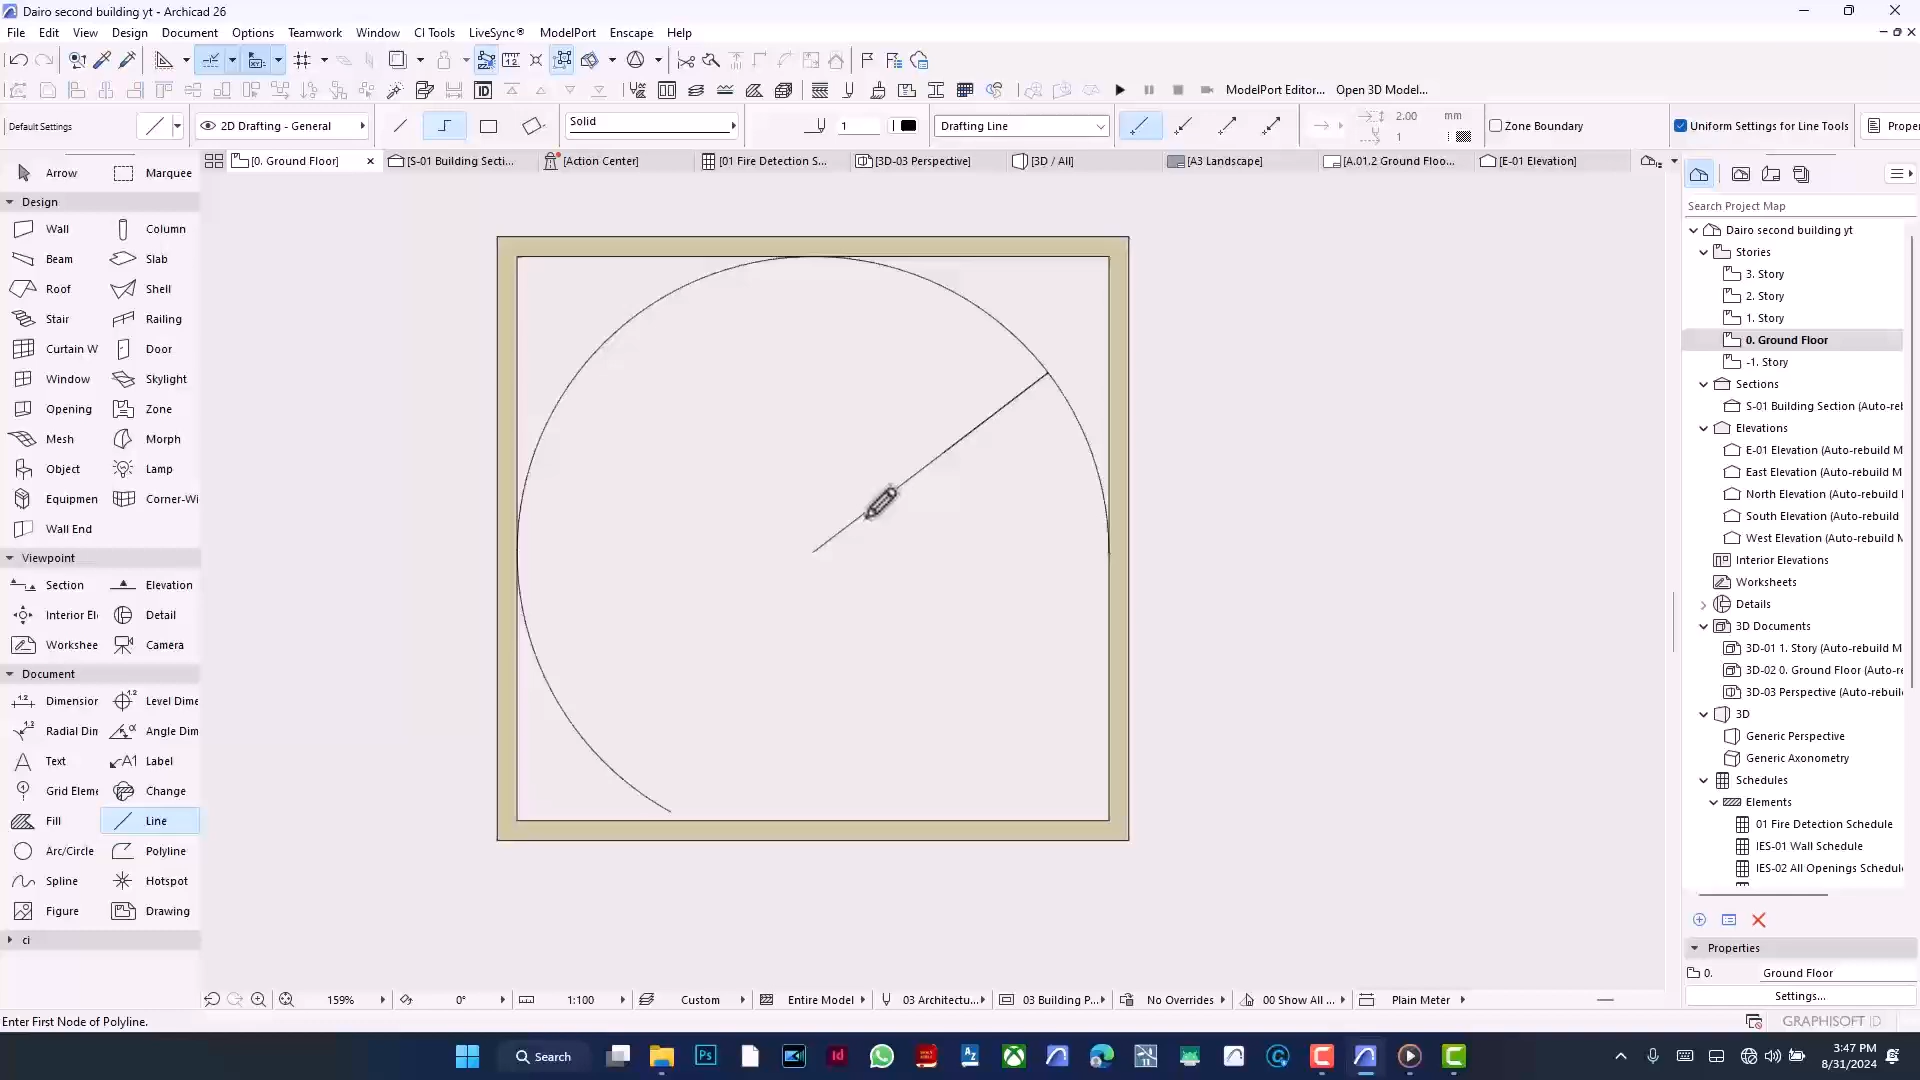 Dairo second building yt - Archicad 26
File Edit View Design Document Options Teamwork Window CI Tools LiveSync® ModelPort Enscape Help
ModelPort Editor... Open 3D Model...
Default Settings
2D Drafting - General
Solid
1
Drafting Line
2.00
1
mm
Zone Boundary
Uniform Settings for Line Tools
Proper
[0. Ground Floor]
[S-01 Building Secti...
[Action Center]
[01 Fire Detection S...
[3D-03 Perspective]
[3D / All]
[A3 Landscape]
[A.01.2 Ground Floo...
[E-01 Elevation]
Arrow Marquee
Design
Wall Column
Beam Slab
Roof Shell
Stair Railing
Curtain W Door
Window Skylight
Opening Zone
Mesh Morph
Object Lamp
Equipmen Corner-Wi
Wall End
Viewpoint
Section Elevation
Interior El Detail
Workshee Camera
Document
Dimension Level Dime
Radial Dim Angle Dim
Text Label
Grid Eleme Change
Fill Line
Arc/Circle Polyline
Spline Hotspot
Figure Drawing
ci
Search Project Map
Dairo second building yt
Stories
3. Story
2. Story
1. Story
0. Ground Floor
-1. Story
Sections
S-01 Building Section (Auto-rel
Elevations
E-01 Elevation (Auto-rebuild M
East Elevation (Auto-rebuild M
North Elevation (Auto-rebuild
South Elevation (Auto-rebuild
West Elevation (Auto-rebuild M
Interior Elevations
Worksheets
Details
3D Documents
3D-01 1. Story (Auto-rebuild M
3D-02 0. Ground Floor (Auto-re
3D-03 Perspective (Auto-rebuil
3D
Generic Perspective
Generic Axonometry
Schedules
Elements
01 Fire Detection Schedule
IES-01 Wall Schedule
IES-02 All Openings Schedul
Properties
0. Ground Floor
Settings...
159%
0°
1:100
Custom
Entire Model
03 Architectu...
03 Building P...
No Overrides
00 Show All ...
Plain Meter
Enter First Node of Polyline.
GRAPHISOFT ID
Search
3:47 PM
8/31/2024